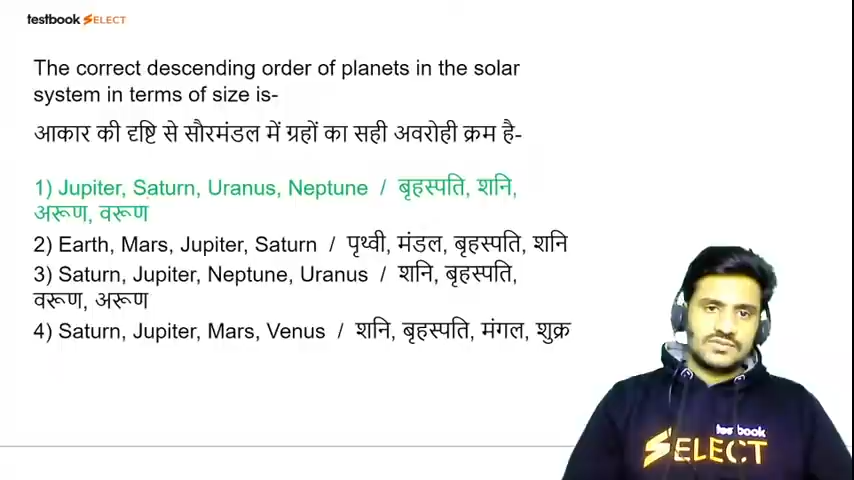 testbook SELECT
The correct descending order of planets in the solar
system in terms of size is-
आकार की दृष्टि से सौरमंडल में ग्रहों का सही अवरोही क्रम है-
1) Jupiter, Saturn, Uranus, Neptune / बृहस्पति, शनि,
अरूण, वरूण
2) Earth, Mars, Jupiter, Saturn / पृथ्वी, मंडल, बृहस्पति, शनि
3) Saturn, Jupiter, Neptune, Uranus / शनि, बृहस्पति,
वरूण, अरूण
4) Saturn, Jupiter, Mars, Venus / शनि, बृहस्पति, मंगल, शुक्र
testbook
SELECT